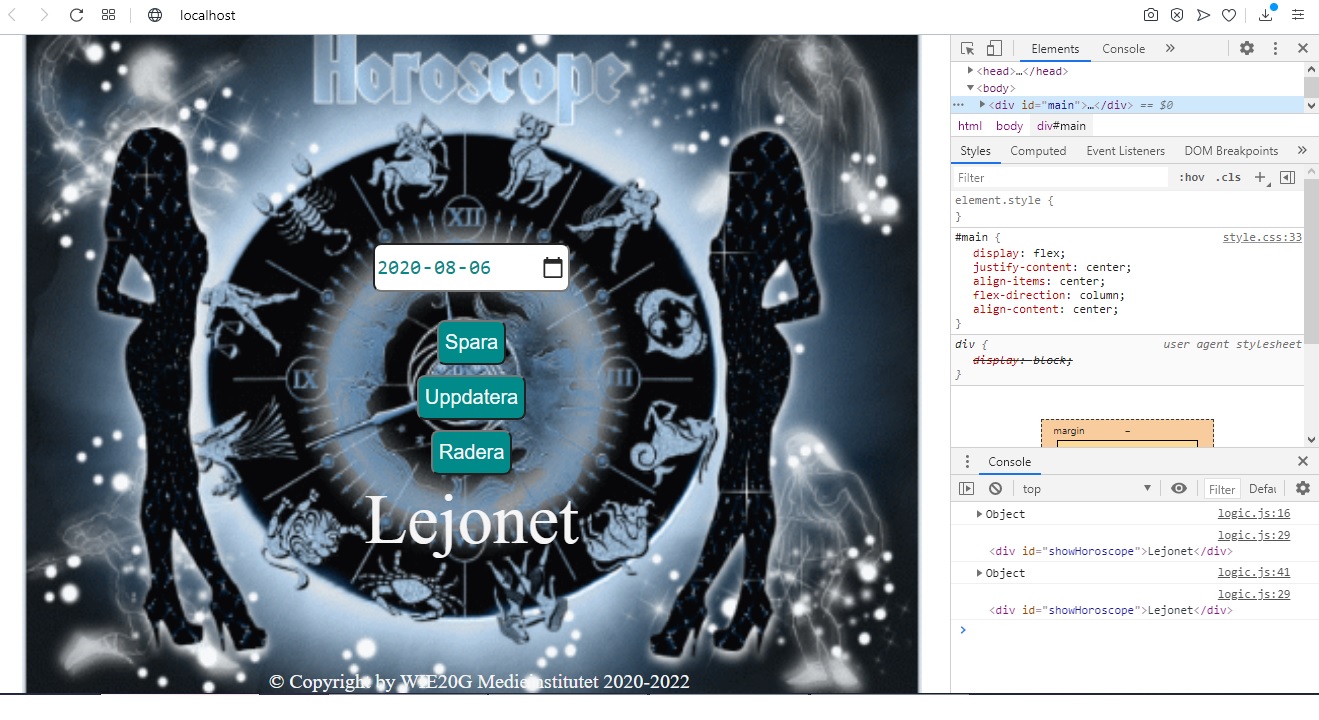 localhost
Horoscope
XII
2020-08-06
Spara
IX
III
Uppdatera
Radera
Lejonet
© Copyright by WIE20G Medieinstitutet 2020-2022
Elements Console »
<head>…</head>
<body>
··· <div id="main">…</div> == $0
html body div#main
Styles Computed Event Listeners DOM Breakpoints »
Filter :hov .cls +
element.style {
}
#main { style.css:33
display: flex;
justify-content: center;
align-items: center;
flex-direction: column;
align-content: center;
}
div { user agent stylesheet
display: block;
}
margin –
Console
top Filter Defau
Object logic.js:16
logic.js:29
<div id="showHoroscope">Lejonet</div>
Object logic.js:41
logic.js:29
<div id="showHoroscope">Lejonet</div>